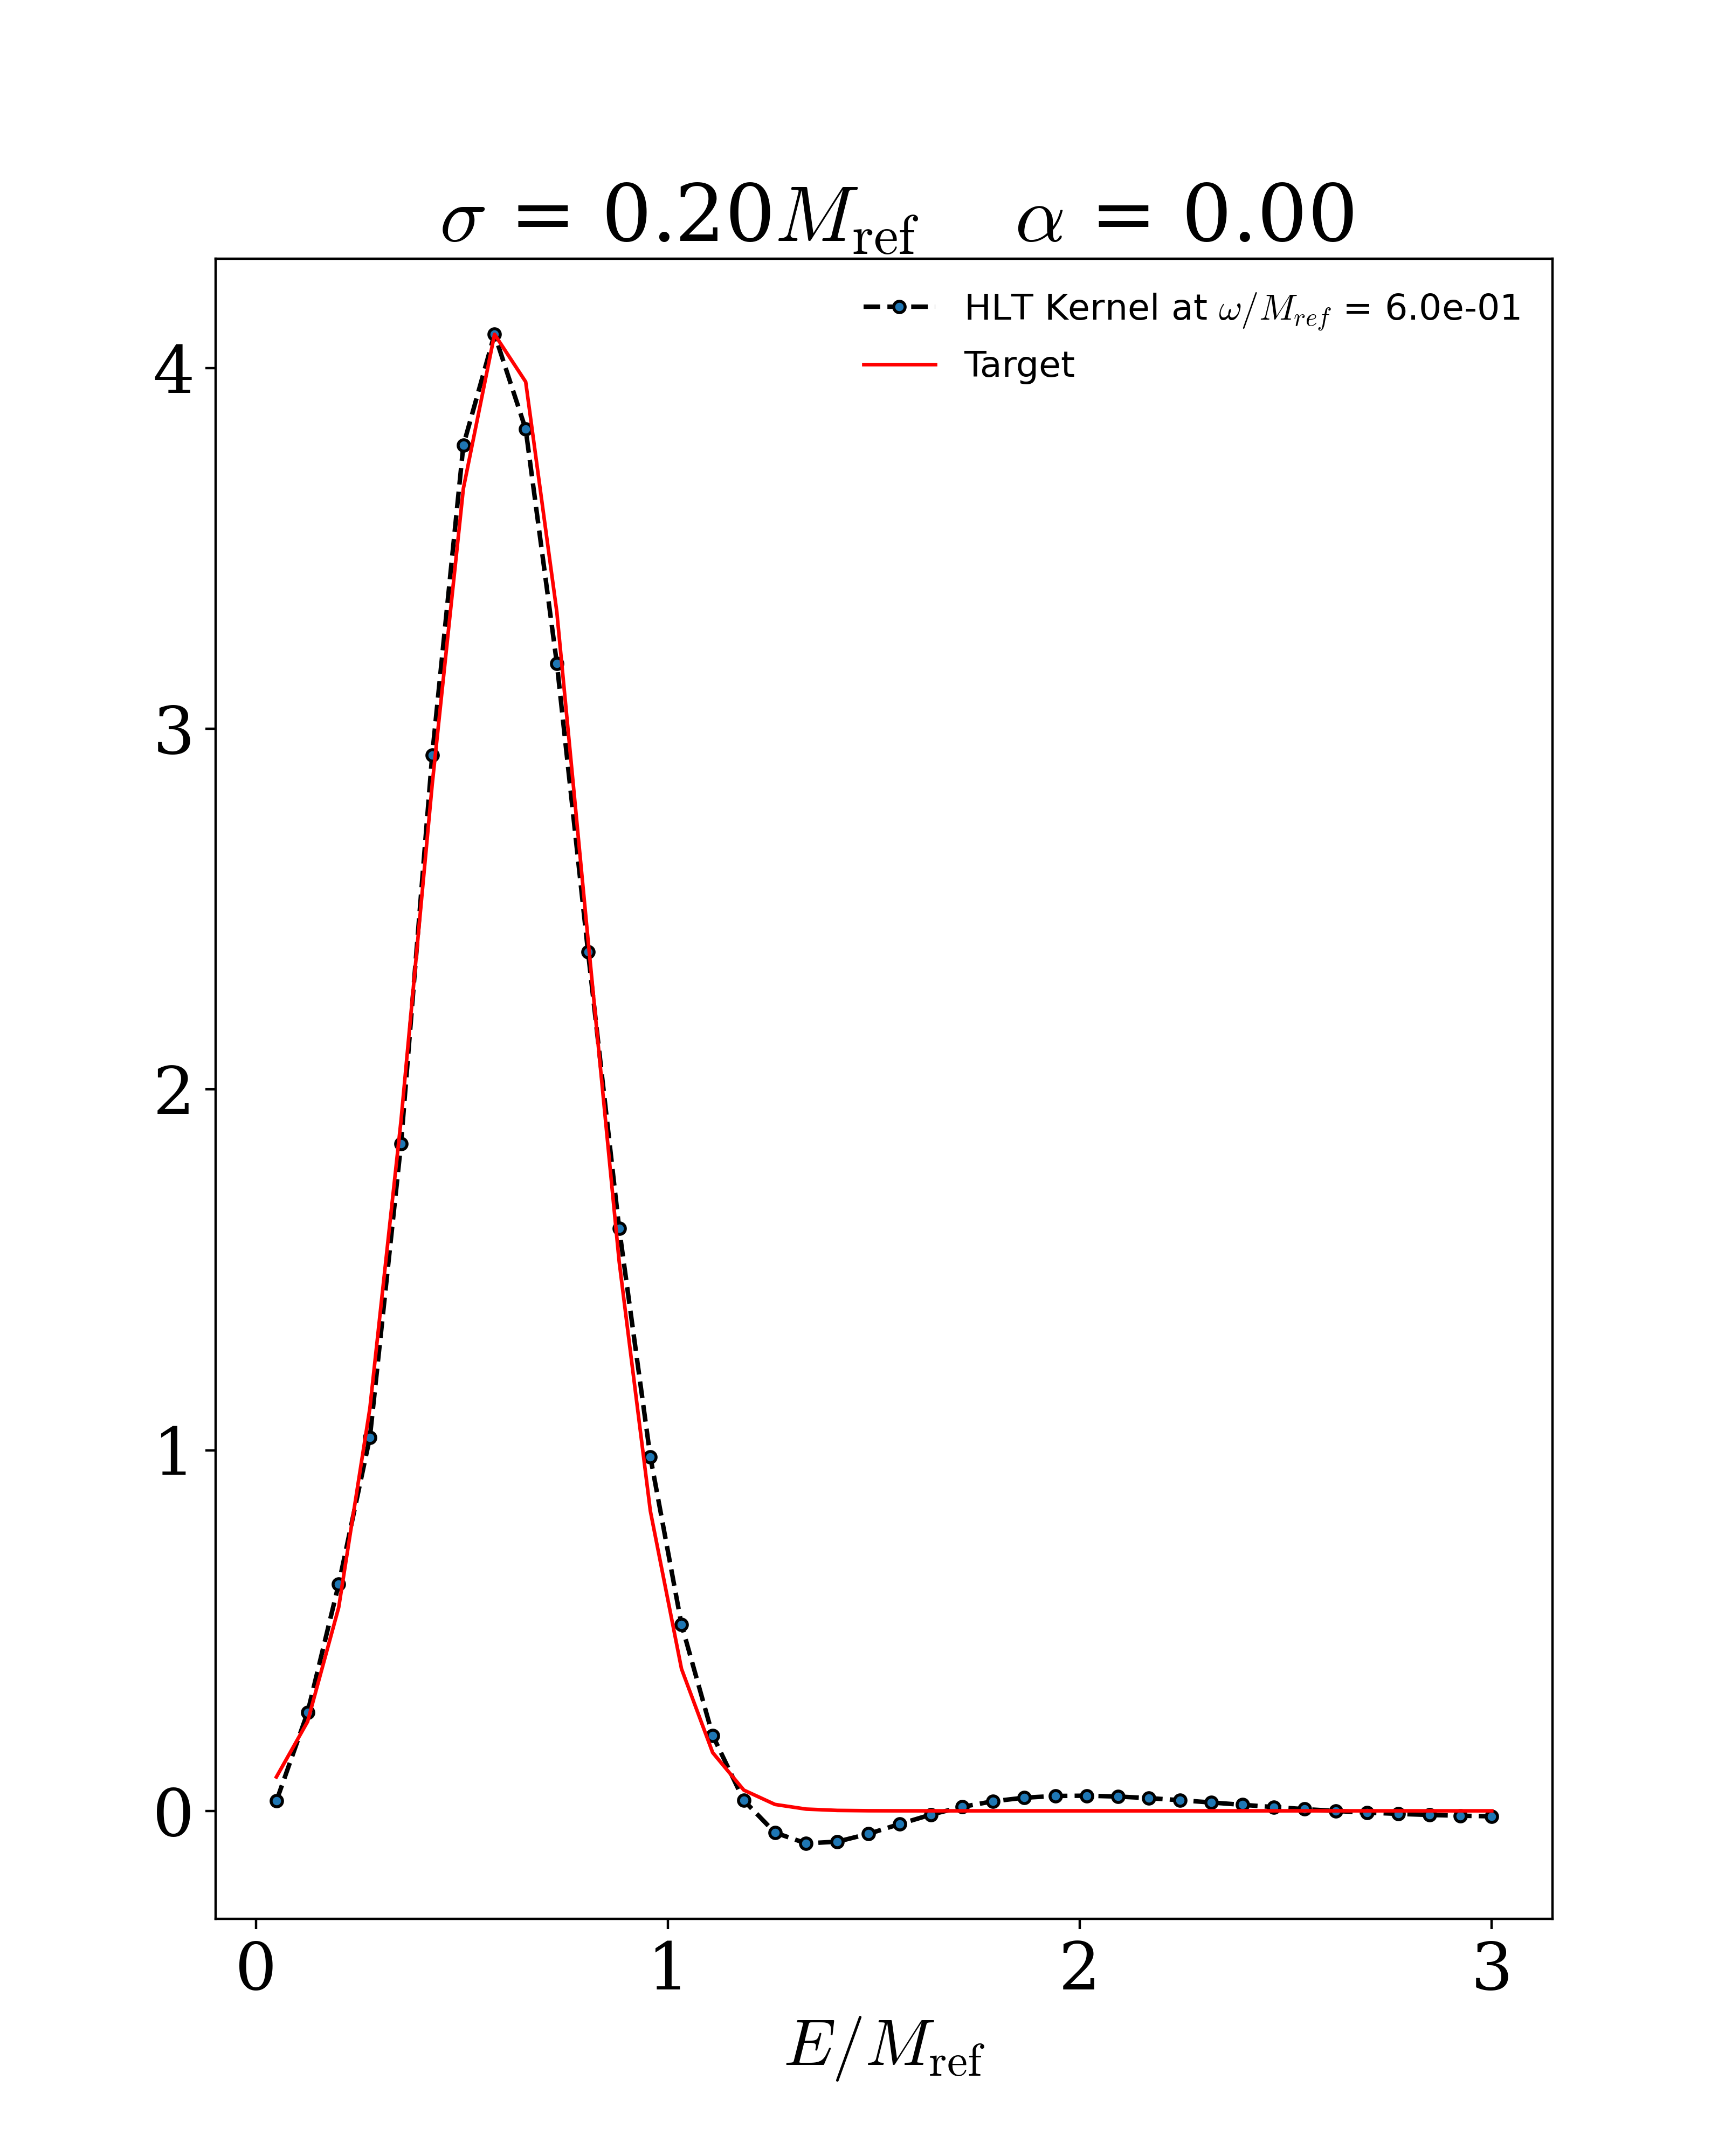 σ = 0.20M_ref α = 0.00
HLT Kernel at ω/M_ref = 6.0e-01
Target
4
3
2
1
0
0 1 2 3
E/M_ref